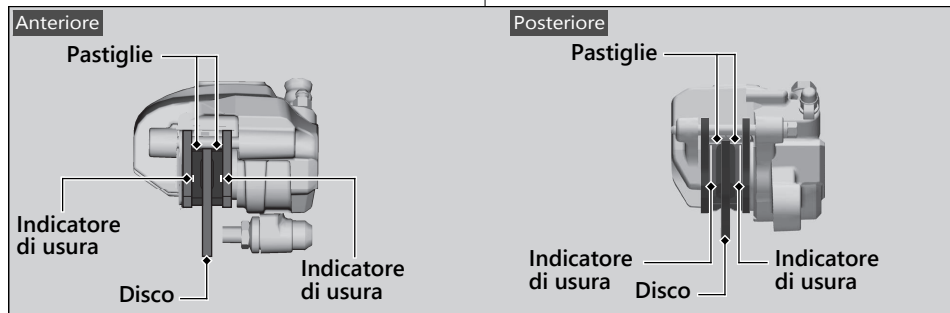 Anteriore
Pastiglie
Indicatore
di usura
Disco
Indicatore
di usura
Posteriore
Pastiglie
Indicatore
di usura
Disco
Indicatore
di usura